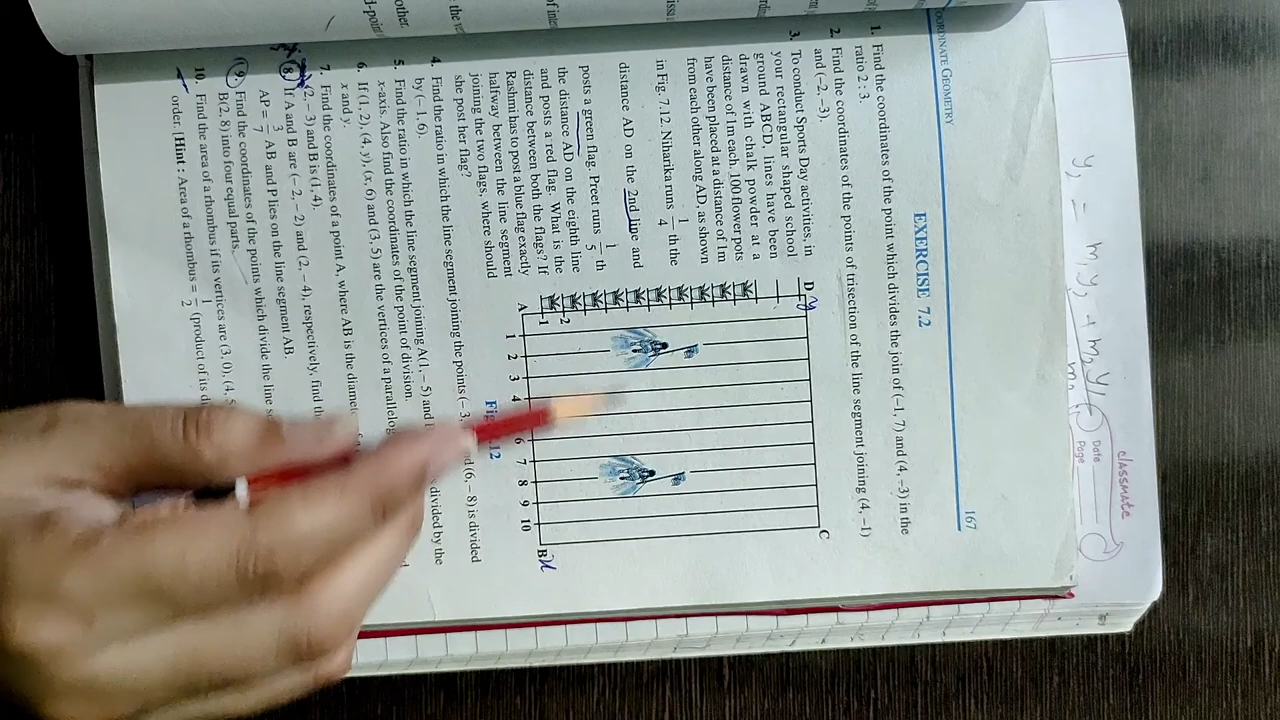 classmate
Date
Page
y₁ = my₁ + m₂y
COORDINATE GEOMETRY
167
EXERCISE 7.2
1. Find the coordinates of the point which divides the join of (–1, 7) and (4, –3) in the
ratio 2 : 3.
2. Find the coordinates of the points of trisection of the line segment joining (4, –1)
and (–2, –3).
3. To conduct Sports Day activities, in
your rectangular shaped school
ground ABCD, lines have been
drawn with chalk powder at a
distance of 1m each. 100 flower pots
have been placed at a distance of 1m
from each other along AD, as shown
in Fig. 7.12. Niharika runs 1/4 th the
distance AD on the 2nd line and
posts a green flag. Preet runs 1/5 th
the distance AD on the eighth line
and posts a red flag. What is the
distance between both the flags? If
Rashmi has to post a blue flag exactly
halfway between the line segment
joining the two flags, where should
she post her flag?
D y
C
2
1
A
1 2 3 4 6 7 8 9 10
B x
Fig 12
4. Find the ratio in which the line segment joining the points (–3, (6, –8) is divided
by (–1, 6).
5. Find the ratio in which the line segment joining A(1, –5) and divided by the
x-axis. Also find the coordinates of the point of division.
6. If (1, 2), (4, y), (x, 6) and (3, 5) are the vertices of a parallelog
x and y.
7. Find the coordinates of a point A, where AB is the diamet
(2, –3) and B is (1, 4).
8. If A and B are (–2, –2) and (2, –4), respectively, find th
AP = 3/7 AB and P lies on the line segment AB.
9. Find the coordinates of the points which divide the line s
B(2, 8) into four equal parts.
10. Find the area of a rhombus if its vertices are (3, 0), (4, 5
order. [Hint : Area of a rhombus = 1/2 (product of its di